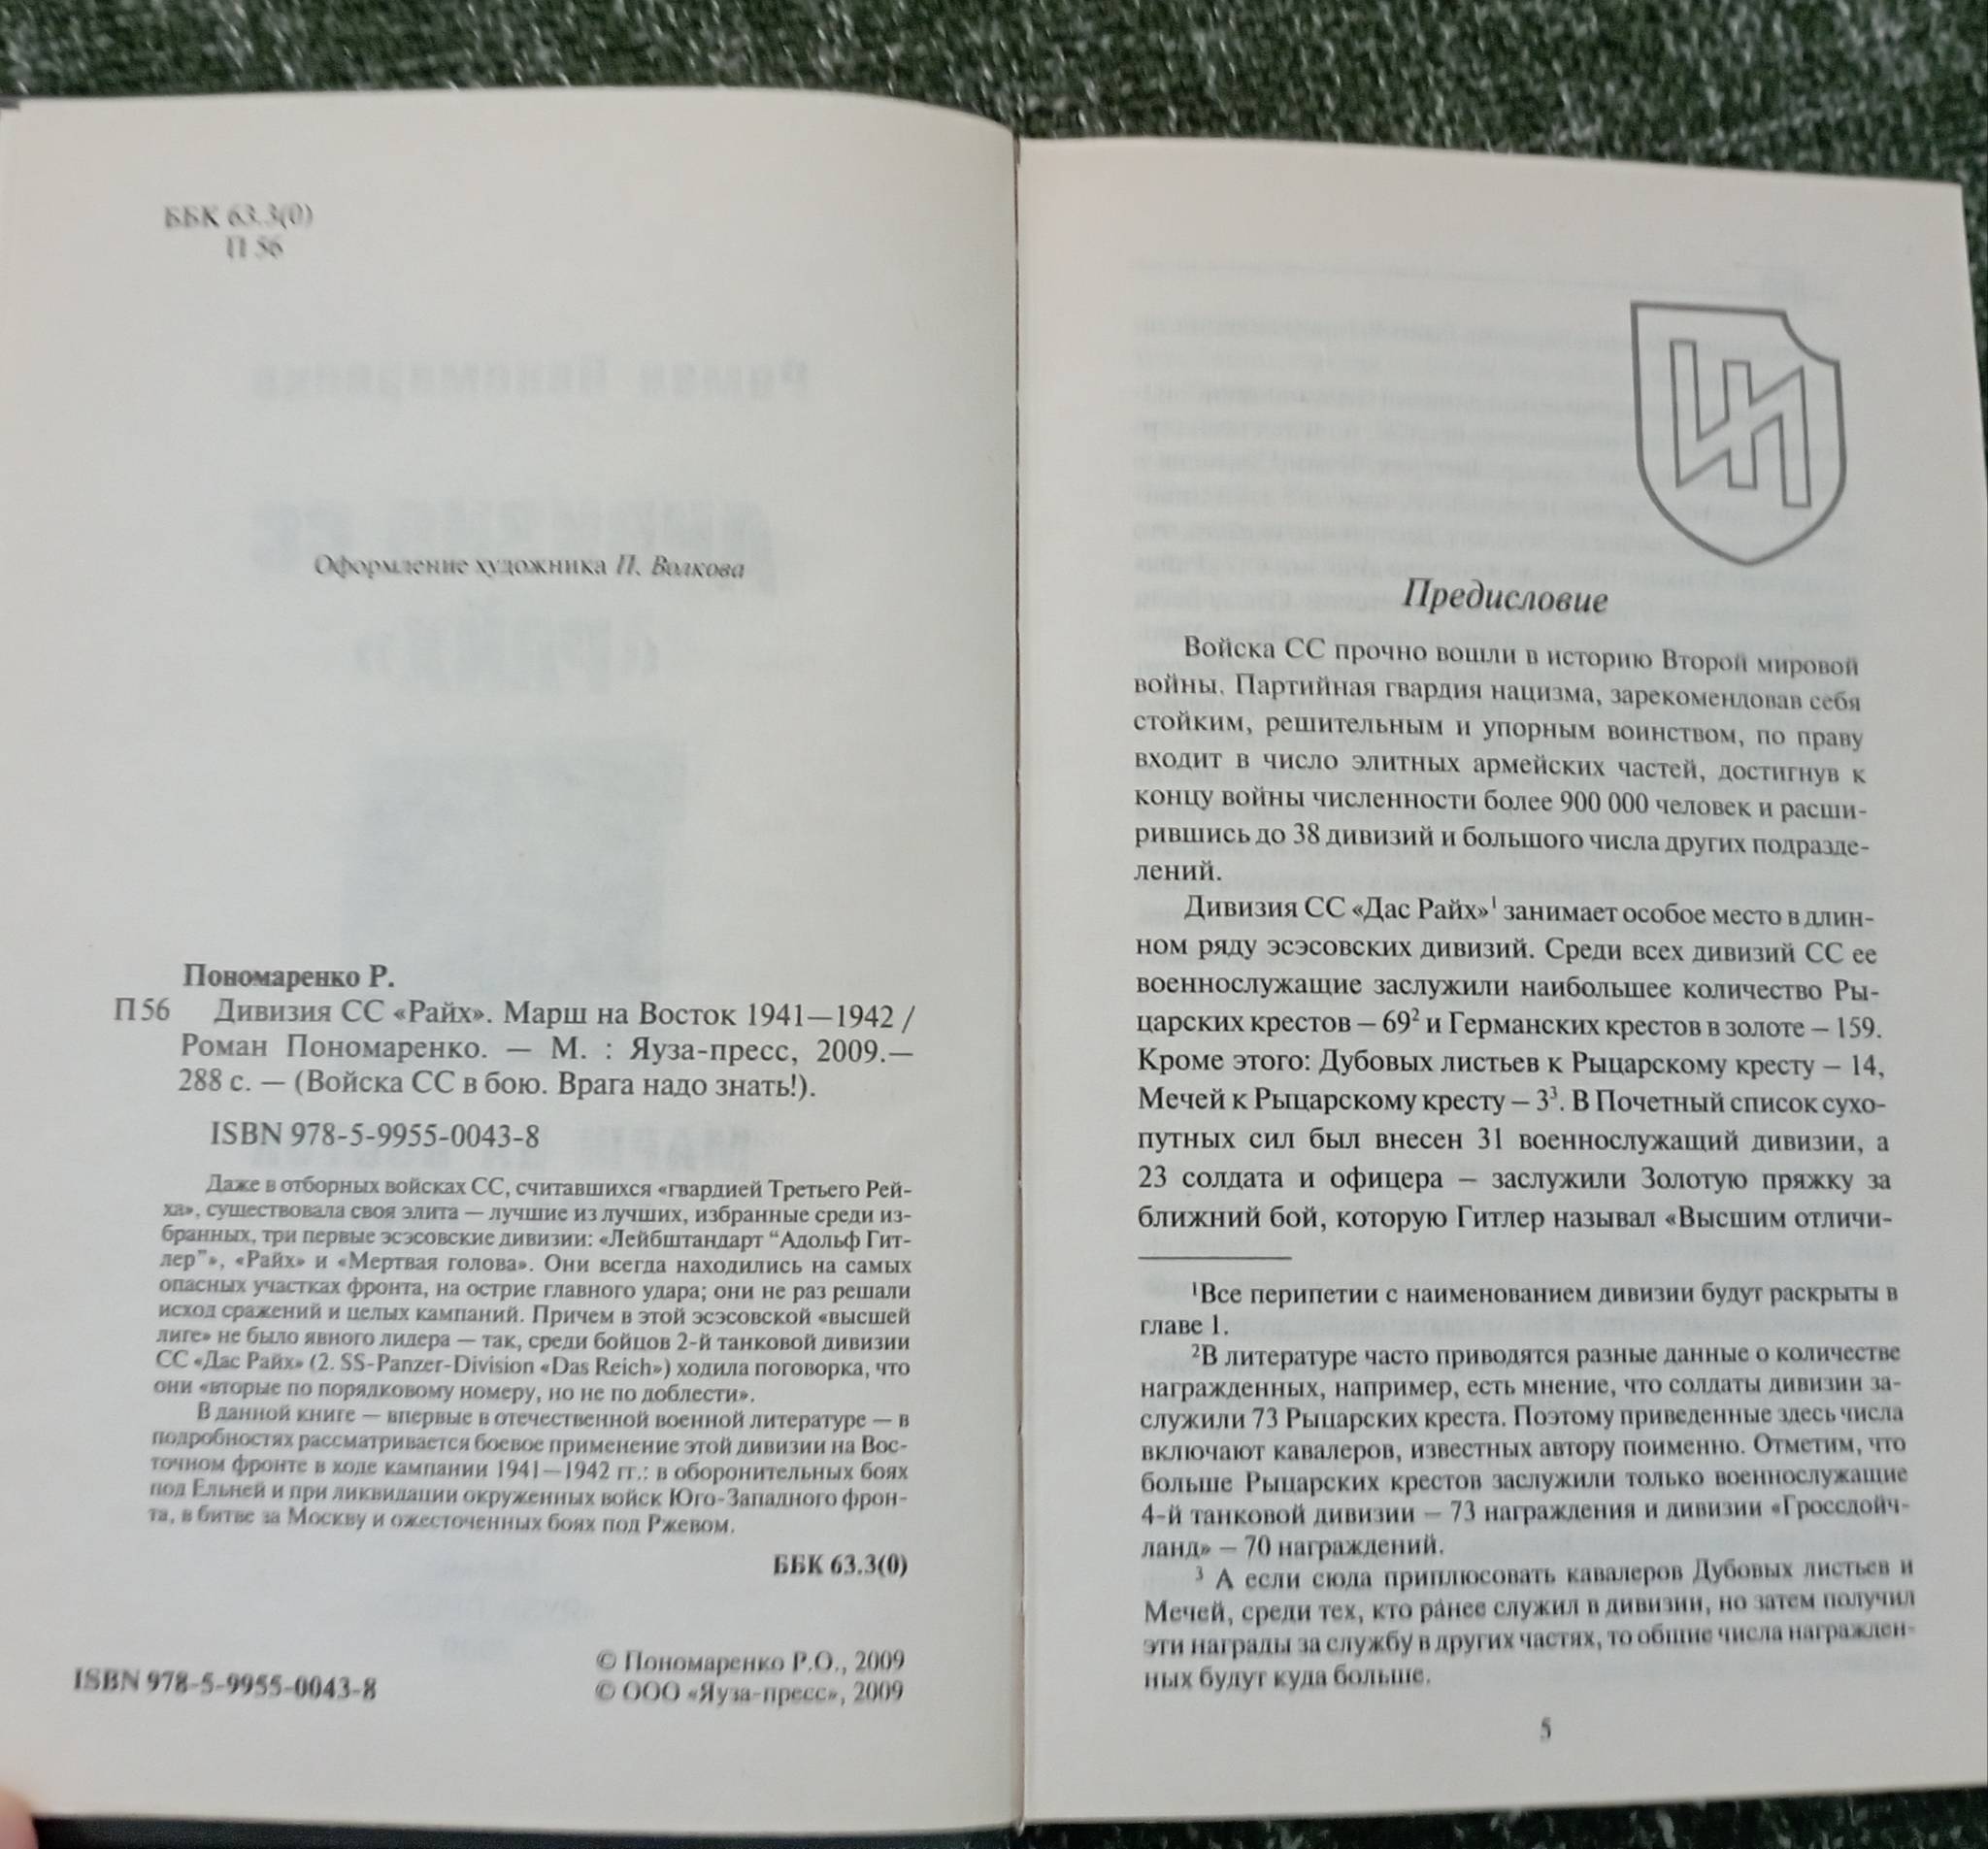 ББК 63.3(0)
П 56
Оформление художника П. Волкова
Пономаренко Р.
П 56 Дивизия СС «Райх». Марш на Восток 1941—1942 /
Роман Пономаренко. — М. : Яуза-пресс, 2009.—
288 с. — (Войска СС в бою. Врага надо знать!).
ISBN 978-5-9955-0043-8
Даже в отборных войсках СС, считавшихся «гвардией Третьего Рей-
ха», существовала своя элита — лучшие из лучших, избранные среди из-
бранных, три первые эсэсовские дивизии: «Лейбштандарт “Адольф Гит-
лер”», «Райх» и «Мертвая голова». Они всегда находились на самых
опасных участках фронта, на острие главного удара; они не раз решали
исход сражений и целых кампаний. Причем в этой эсэсовской «высшей
лиге» не было явного лидера — так, среди бойцов 2-й танковой дивизии
СС «Дас Райх» (2. SS-Panzer-Division «Das Reich») ходила поговорка, что
они «вторые по порядковому номеру, но не по доблести».
В данной книге — впервые в отечественной военной литературе — в
подробностях рассматривается боевое применение этой дивизии на Вос-
точном фронте в ходе кампании 1941—1942 гг.: в оборонительных боях
под Ельней и при ликвидации окруженных войск Юго-Западного фрон-
та, в битве за Москву и ожесточенных боях под Ржевом.
ББК 63.3(0)
© Пономаренко Р.О., 2009
© ООО «Яуза-пресс», 2009
ISBN 978-5-9955-0043-8
Предисловие
Войска СС прочно вошли в историю Второй мировой
войны. Партийная гвардия нацизма, зарекомендовав себя
стойким, решительным и упорным воинством, по праву
входит в число элитных армейских частей, достигнув к
концу войны численности более 900 000 человек и расши-
рившись до 38 дивизий и большого числа других подразде-
лений.
Дивизия СС «Дас Райх»¹ занимает особое место в длин-
ном ряду эсэсовских дивизий. Среди всех дивизий СС ее
военнослужащие заслужили наибольшее количество Ры-
царских крестов – 69² и Германских крестов в золоте – 159.
Кроме этого: Дубовых листьев к Рыцарскому кресту – 14,
Мечей к Рыцарскому кресту – 3³. В Почетный список сухо-
путных сил был внесен 31 военнослужащий дивизии, а
23 солдата и офицера – заслужили Золотую пряжку за
ближний бой, которую Гитлер называл «Высшим отличи-
¹Все перипетии с наименованием дивизии будут раскрыты в
главе 1.
²В литературе часто приводятся разные данные о количестве
награжденных, например, есть мнение, что солдаты дивизии за-
служили 73 Рыцарских креста. Поэтому приведенные здесь числа
включают кавалеров, известных автору поименно. Отметим, что
больше Рыцарских крестов заслужили только военнослужащие
4-й танковой дивизии – 73 награждения и дивизии «Гроссдойч-
ланд» – 70 награждений.
³ А если сюда приплюсовать кавалеров Дубовых листьев и
Мечей, среди тех, кто ра́нее служил в дивизии, но затем получил
эти награды за службу в других частях, то общие числа награжден-
ных будут куда больше.
5